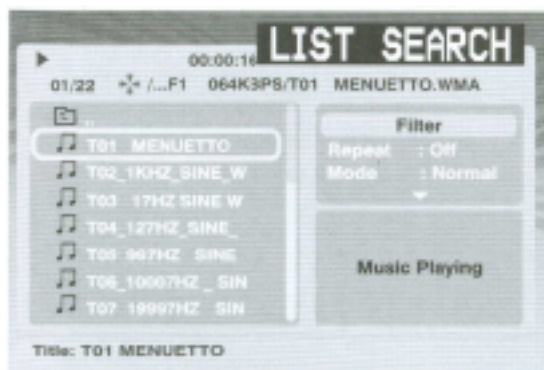 LIST SEARCH
00:00:16
01/22 /...F1 064K3PS/T01 MENUETTO.WMA
..
T01 MENUETTO
T02_1KHZ_SINE_W
T03 17HZ SINE W
T04_127HZ_SINE_
T05 997HZ SINE
T06_10007HZ _ SIN
T07 19997HZ SIN
Filter
Repeat : Off
Mode : Normal
Music Playing
Title: T01 MENUETTO